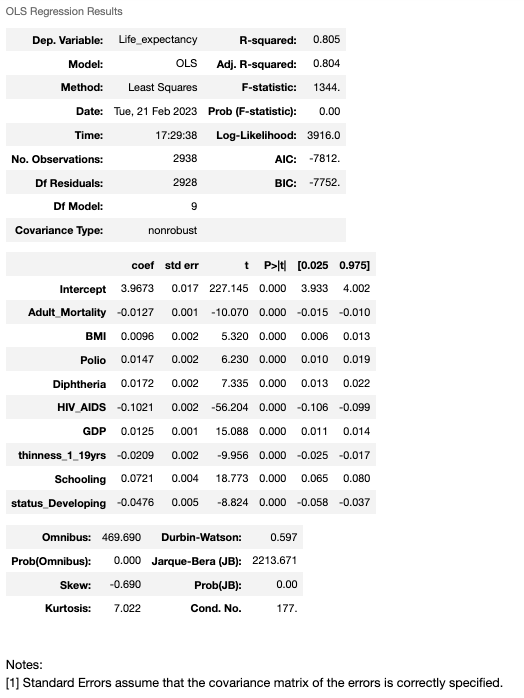 OLS Regression Results
Dep. Variable: Life_expectancy R-squared: 0.805
Model: OLS Adj. R-squared: 0.804
Method: Least Squares F-statistic: 1344.
Date: Tue, 21 Feb 2023 Prob (F-statistic): 0.00
Time: 17:29:38 Log-Likelihood: 3916.0
No. Observations: 2938 AIC: -7812.
Df Residuals: 2928 BIC: -7752.
Df Model: 9
Covariance Type: nonrobust
coef std err t P>|t| [0.025 0.975]
Intercept 3.9673 0.017 227.145 0.000 3.933 4.002
Adult_Mortality -0.0127 0.001 -10.070 0.000 -0.015 -0.010
BMI 0.0096 0.002 5.320 0.000 0.006 0.013
Polio 0.0147 0.002 6.230 0.000 0.010 0.019
Diphtheria 0.0172 0.002 7.335 0.000 0.013 0.022
HIV_AIDS -0.1021 0.002 -56.204 0.000 -0.106 -0.099
GDP 0.0125 0.001 15.088 0.000 0.011 0.014
thinness_1_19yrs -0.0209 0.002 -9.956 0.000 -0.025 -0.017
Schooling 0.0721 0.004 18.773 0.000 0.065 0.080
status_Developing -0.0476 0.005 -8.824 0.000 -0.058 -0.037
Omnibus: 469.690 Durbin-Watson: 0.597
Prob(Omnibus): 0.000 Jarque-Bera (JB): 2213.671
Skew: -0.690 Prob(JB): 0.00
Kurtosis: 7.022 Cond. No. 177.
Notes:
[1] Standard Errors assume that the covariance matrix of the errors is correctly specified.